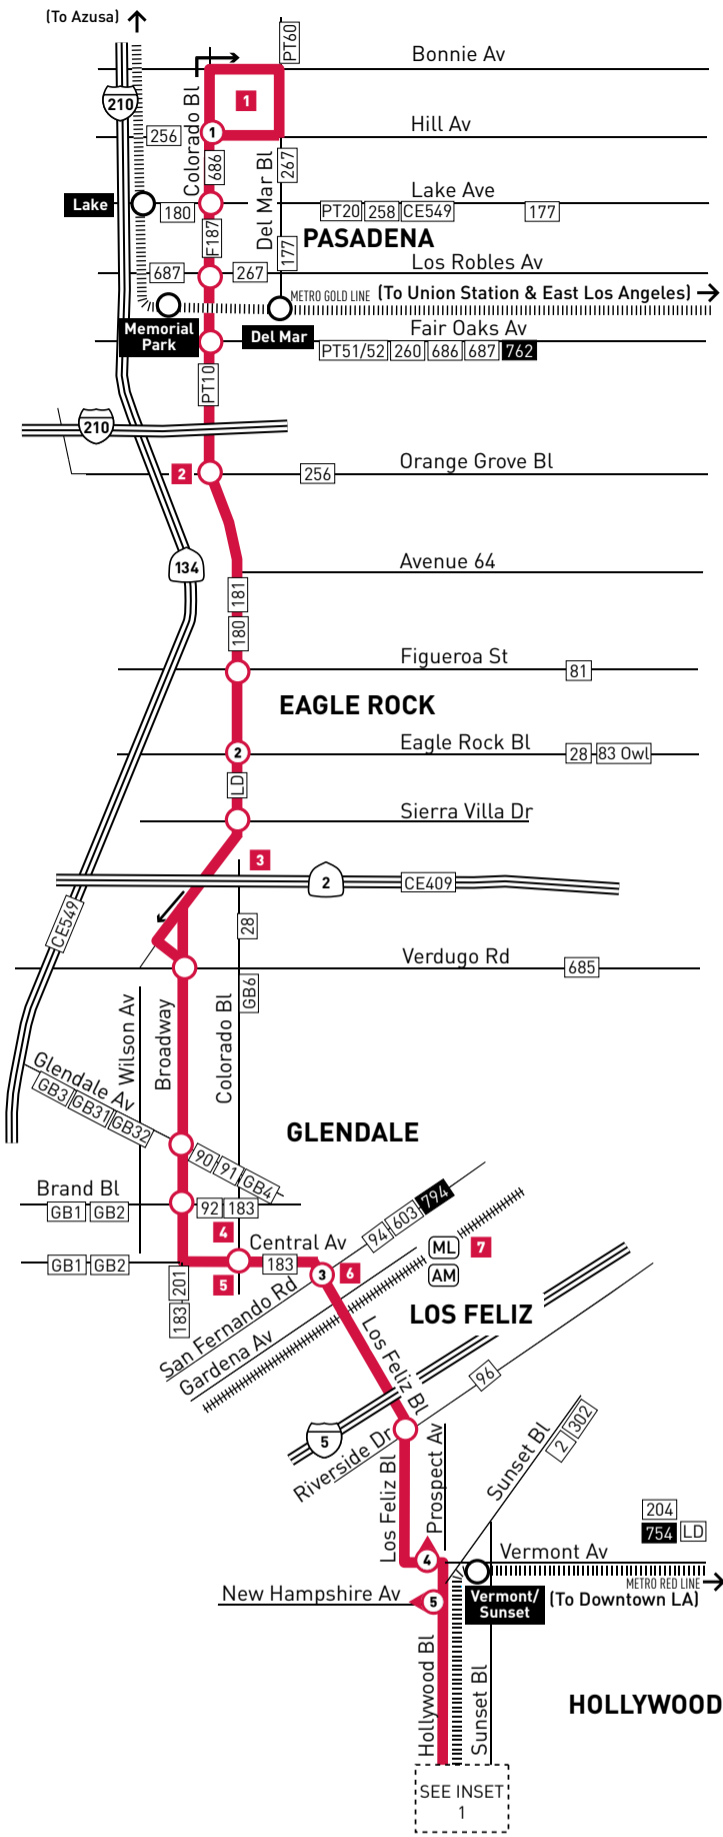 (To Azusa)
PT60
Bonnie Av
210
Colorado Bl
1
1
256
Hill Av
686
267
Del Mar Bl
Lake
180
Lake Ave
PT20 258 CE549 177
F187
177
PASADENA
687
267
Los Robles Av
METRO GOLD LINE (To Union Station & East Los Angeles)
Memorial
Park
Del Mar
Fair Oaks Av
PT51/52 260 686 687 762
PT10
210
2
256
Orange Grove Bl
134
Avenue 64
181
180
Figueroa St
81
EAGLE ROCK
2
Eagle Rock Bl
28 83 Owl
LD
Sierra Villa Dr
3
2
CE409
CE549
28
Verdugo Rd
685
GB6
Wilson Av
Broadway
Colorado Bl
Glendale Av
GB3 GB31 GB32
GLENDALE
90 91 GB4
Brand Bl
GB1 GB2
92 183
4
94 603 794
Central Av
GB1 GB2
183
5
3
6
ML
7
AM
183 201
San Fernando Rd
Gardena Av
LOS FELIZ
Los Feliz Bl
96
5
Riverside Dr
Los Feliz Bl
Prospect Av
Sunset Bl
2 302
204
754 LD
4
Vermont Av
METRO RED LINE
New Hampshire Av
5
Vermont/
Sunset
(To Downtown LA)
Hollywood Bl
Sunset Bl
HOLLYWOOD
SEE INSET
1